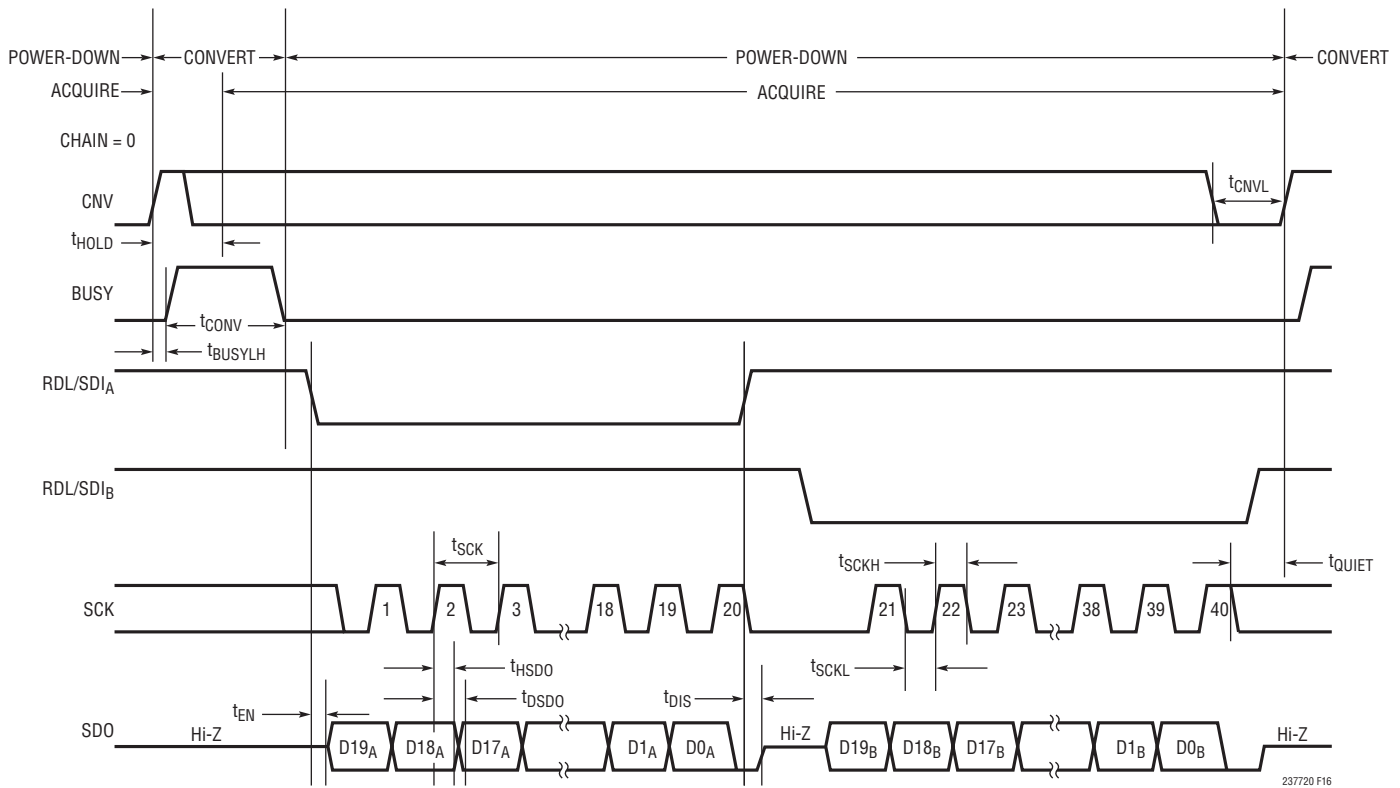 POWER-DOWN CONVERT POWER-DOWN CONVERT
ACQUIRE ACQUIRE
CHAIN = 0
CNV tCNVL
tHOLD
BUSY
tCONV
tBUSYLH
RDL/SDIA
RDL/SDIB
tSCK tSCKH tQUIET
SCK 1 2 3 18 19 20 21 22 23 38 39 40
tHSDO tSCKL
tEN tDSDO tDIS
SDO Hi-Z D19A D18A D17A D1A D0A Hi-Z D19B D18B D17B D1B D0B Hi-Z
237720 F16